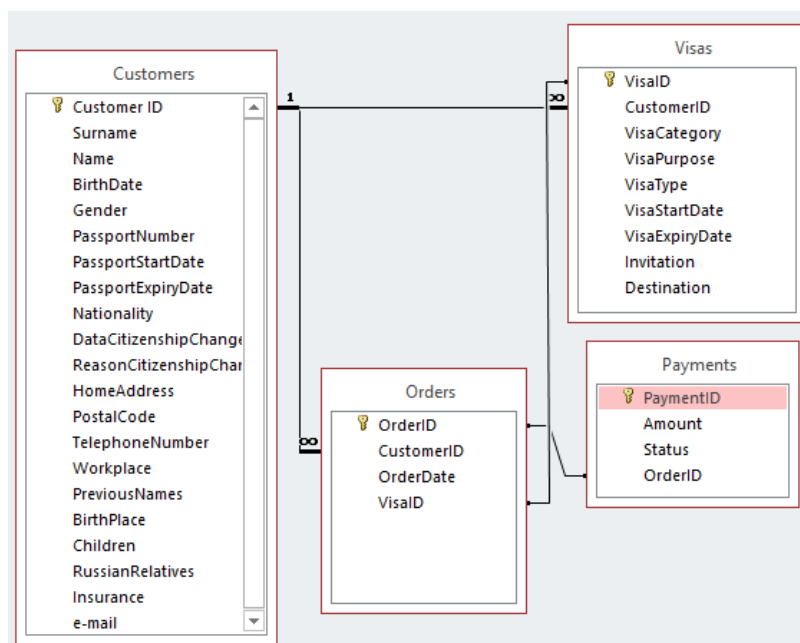 Customers
Customer ID
Surname
Name
BirthDate
Gender
PassportNumber
PassportStartDate
PassportExpiryDate
Nationality
DataCitizenshipChange
ReasonCitizenshipChar
HomeAddress
PostalCode
TelephoneNumber
Workplace
PreviousNames
BirthPlace
Children
RussianRelatives
Insurance
e-mail
1
∞
∞
Orders
OrderID
CustomerID
OrderDate
VisaID
Visas
VisaID
CustomerID
VisaCategory
VisaPurpose
VisaType
VisaStartDate
VisaExpiryDate
Invitation
Destination
Payments
PaymentID
Amount
Status
OrderID